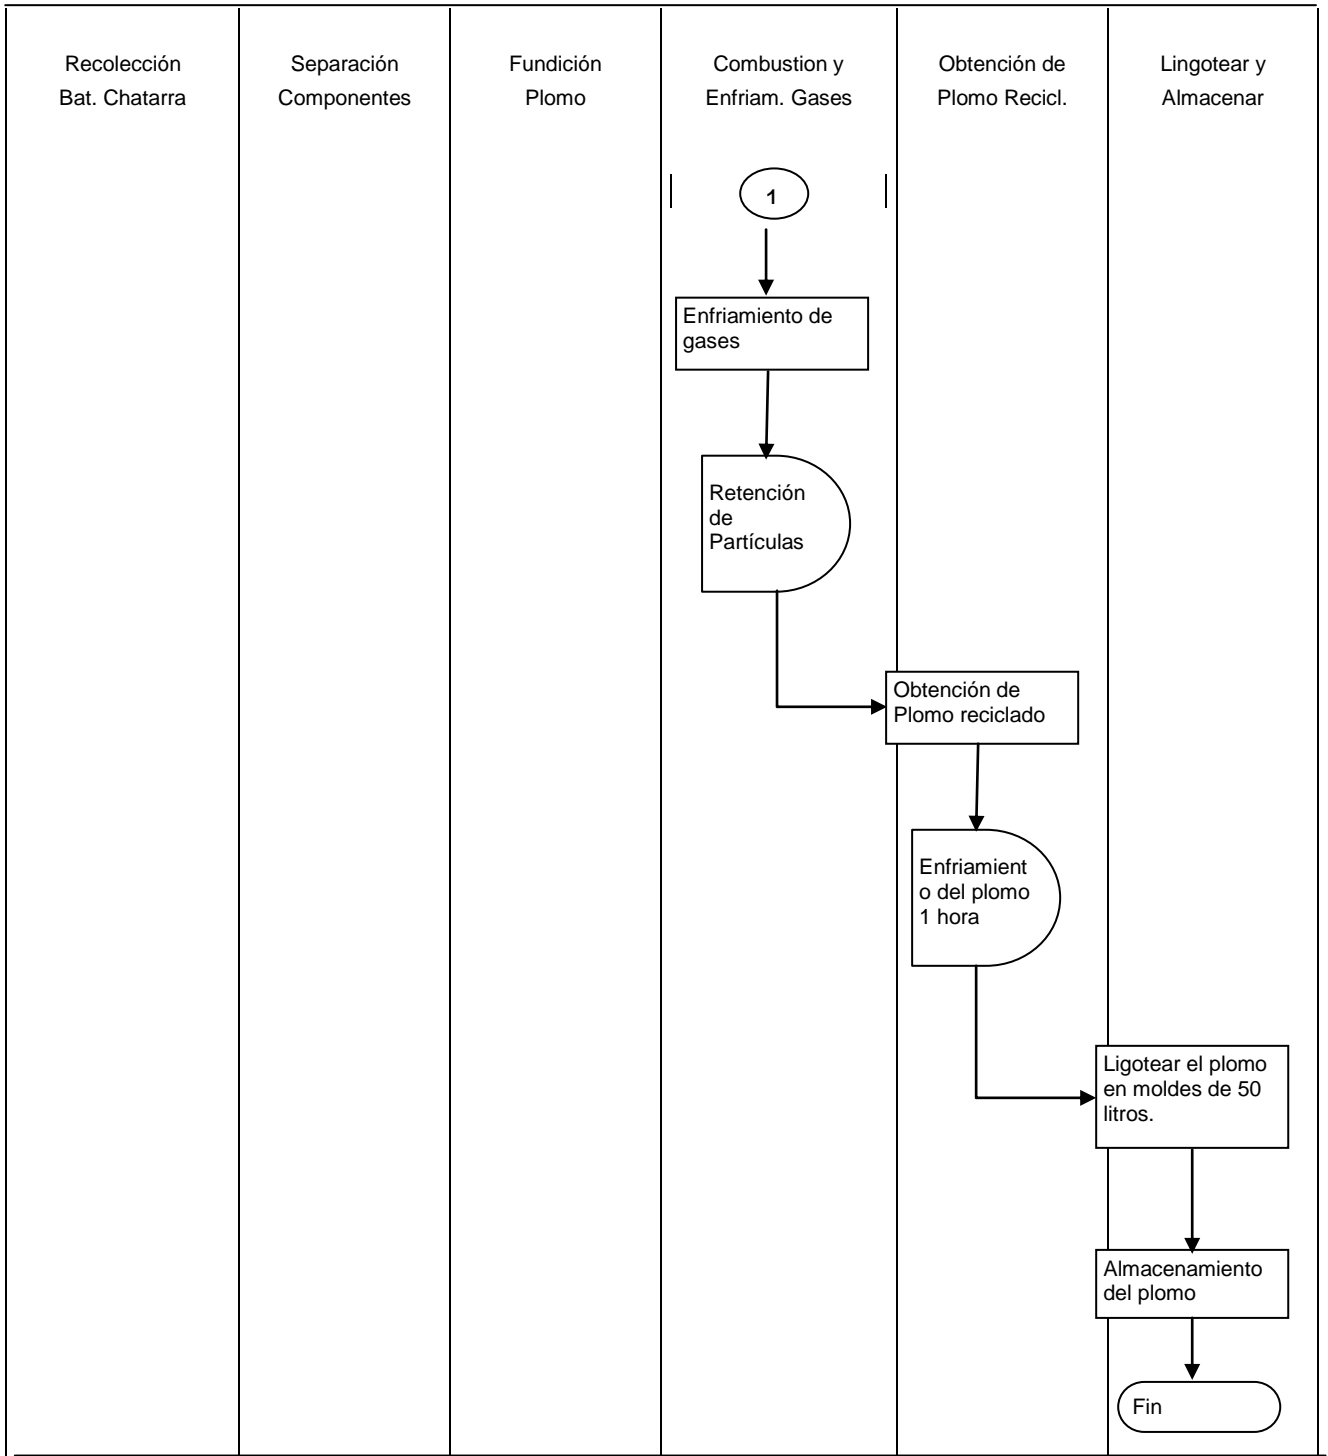 Recolección
Bat. Chatarra
Separación
Componentes
Fundición
Plomo
Combustion y
Enfriam. Gases
Obtención de
Plomo Recicl.
Lingotear y
Almacenar
1
Enfriamiento de
gases
Retención
de
Partículas
Obtención de
Plomo reciclado
Enfriamient
o del plomo
1 hora
Ligotear el plomo
en moldes de 50
litros.
Almacenamiento
del plomo
Fin